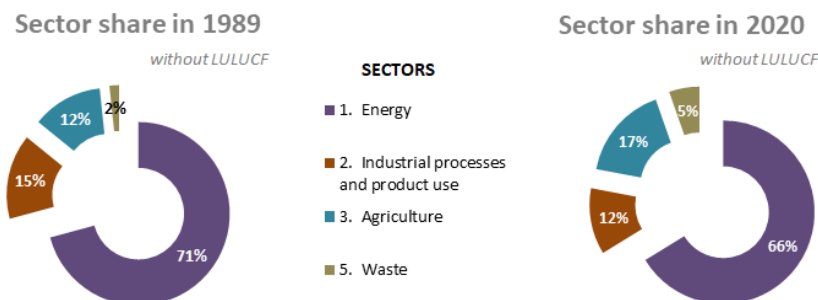 Sector share in 1989
without LULUCF
2%
12%
15%
71%
SECTORS
1. Energy
2. Industrial processes
and product use
3. Agriculture
5. Waste
Sector share in 2020
without LULUCF
5%
17%
12%
66%